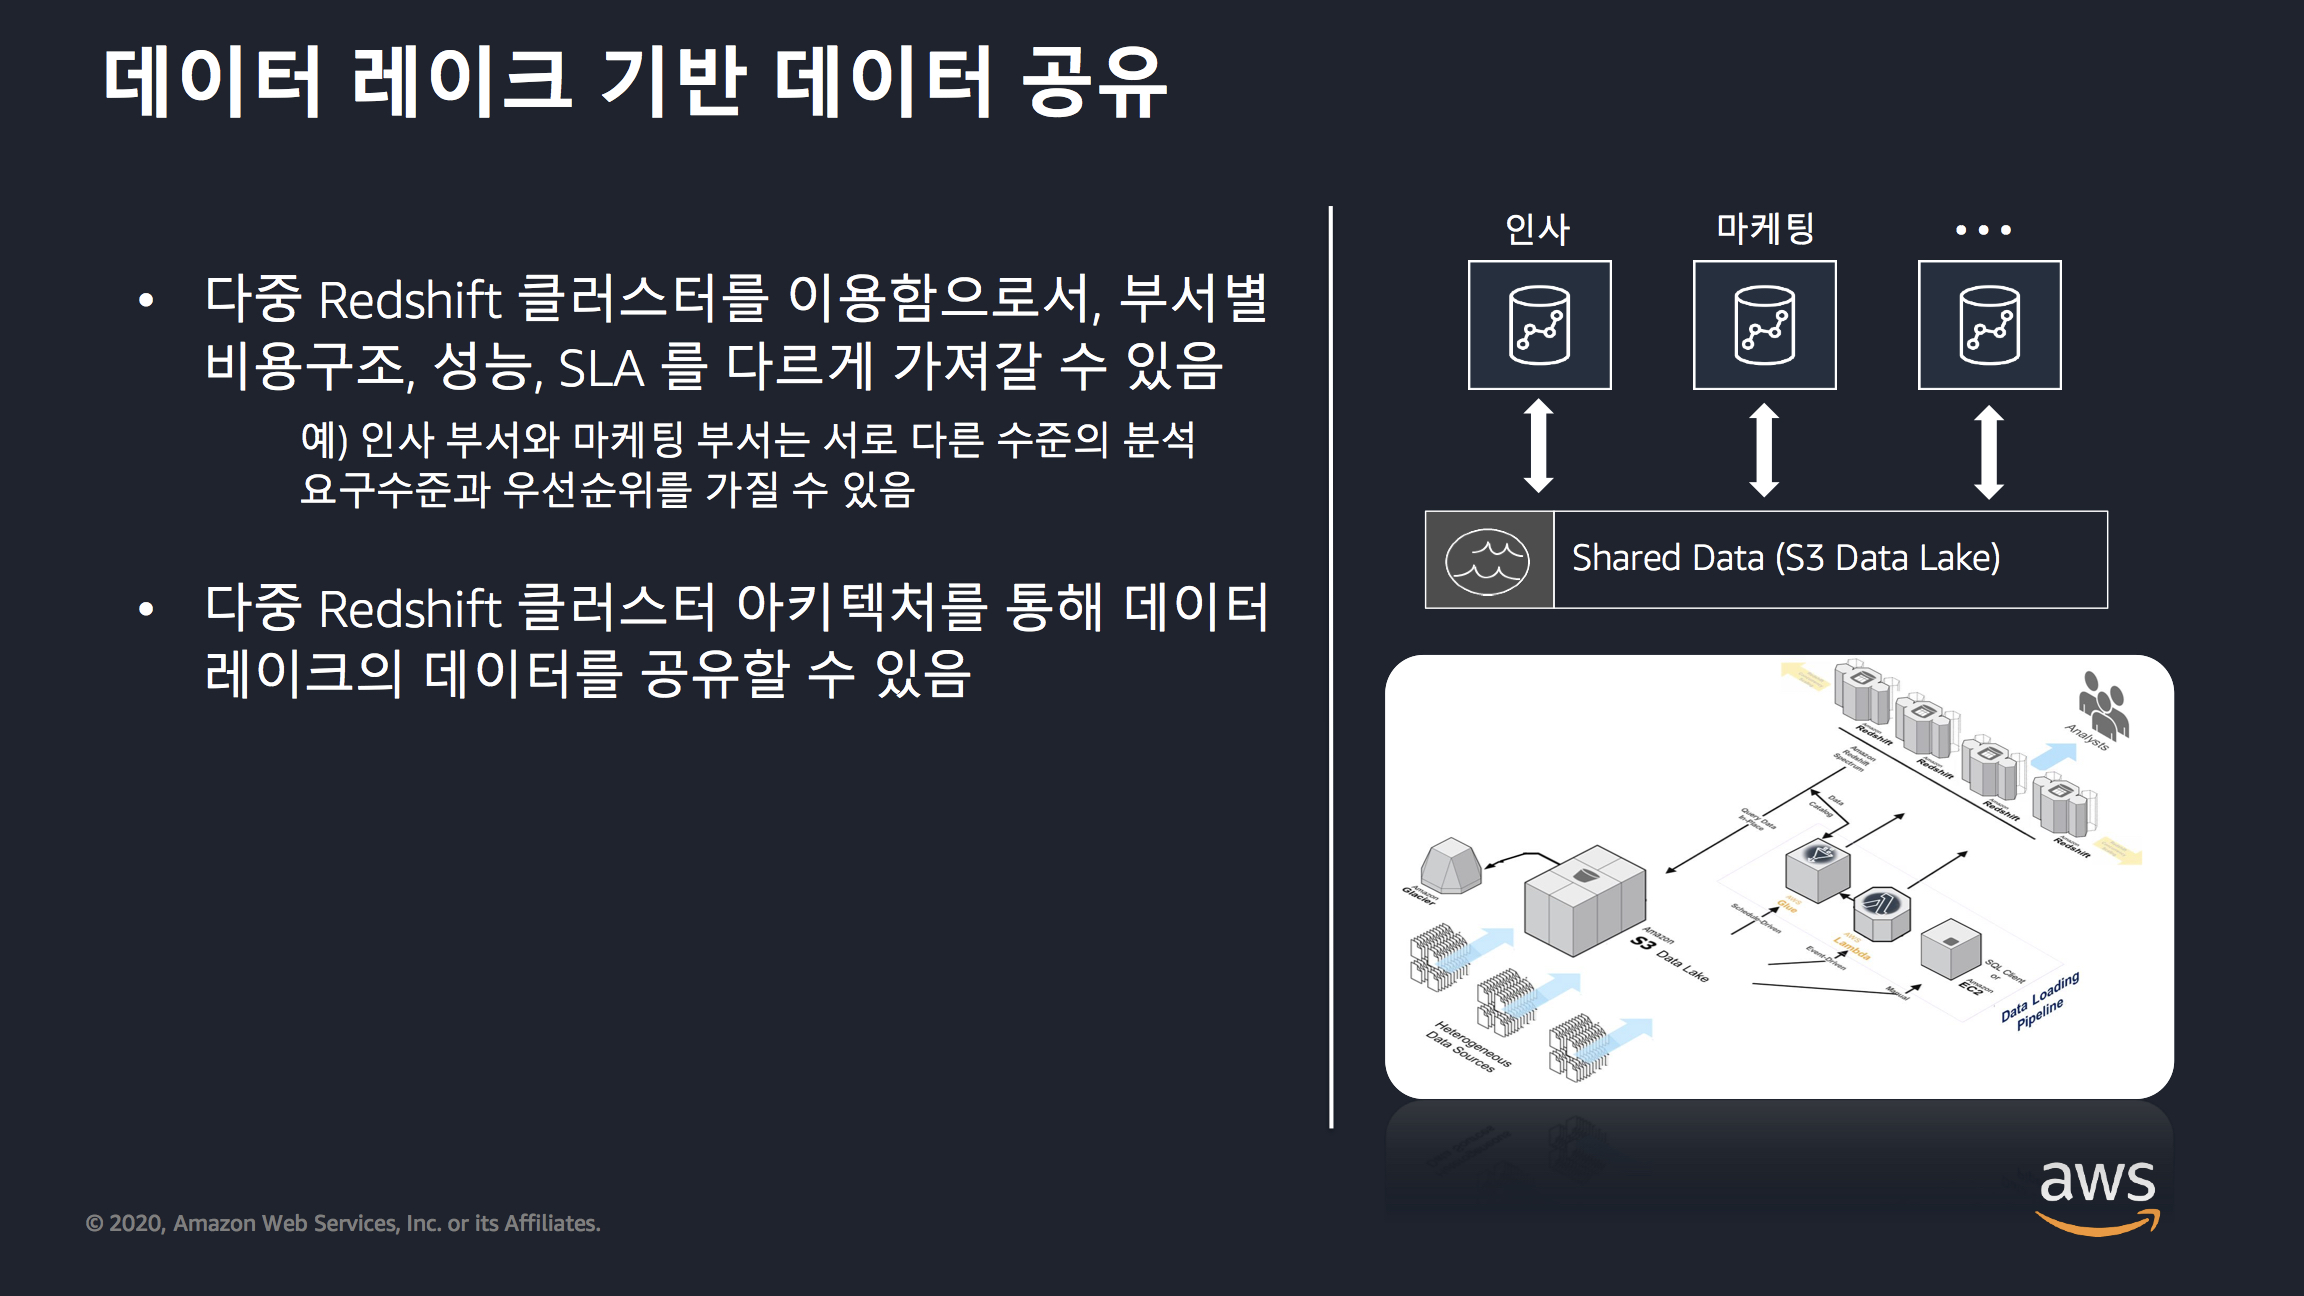 데이터 레이크 기반 데이터 공유
• 다중 Redshift 클러스터를 이용함으로서, 부서별
비용구조, 성능, SLA 를 다르게 가져갈 수 있음
예) 인사 부서와 마케팅 부서는 서로 다른 수준의 분석
요구수준과 우선순위를 가질 수 있음
• 다중 Redshift 클러스터 아키텍처를 통해 데이터
레이크의 데이터를 공유할 수 있음
인사
마케팅
•••
Shared Data (S3 Data Lake)
Analysts
Amazon
Redshift
Amazon
Redshift
Amazon
Redshift
Amazon
Redshift
Amazon
Redshift
Spectrum
Data
Catalog
Query Data
In-Place
Amazon
Glacier
Amazon
S3 Data Lake
AWS
Glue
Schedule-Driven
AWS
Lambda
Event-Driven
Manual
SQL Client
or
Amazon
EC2
Data Loading
Pipeline
Heterogeneous
Data Sources
© 2020, Amazon Web Services, Inc. or its Affiliates.
aws